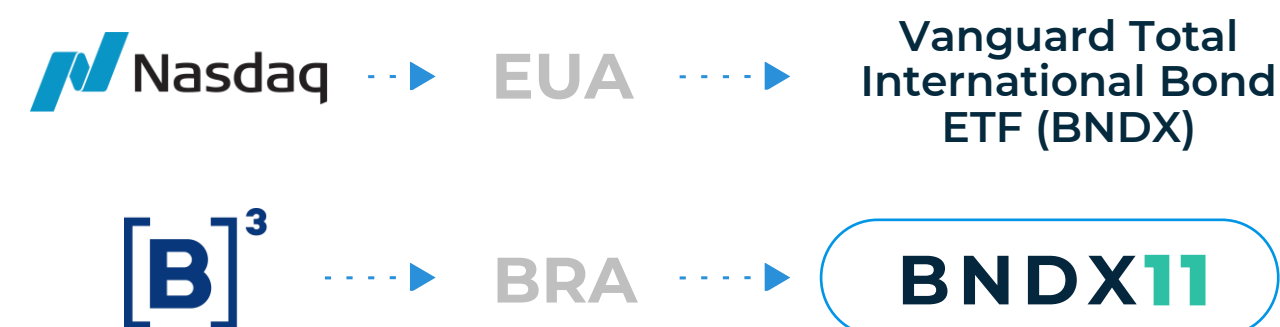 Nasdaq
EUA
Vanguard Total
International Bond
ETF (BNDX)
[B]³
BRA
BNDX11